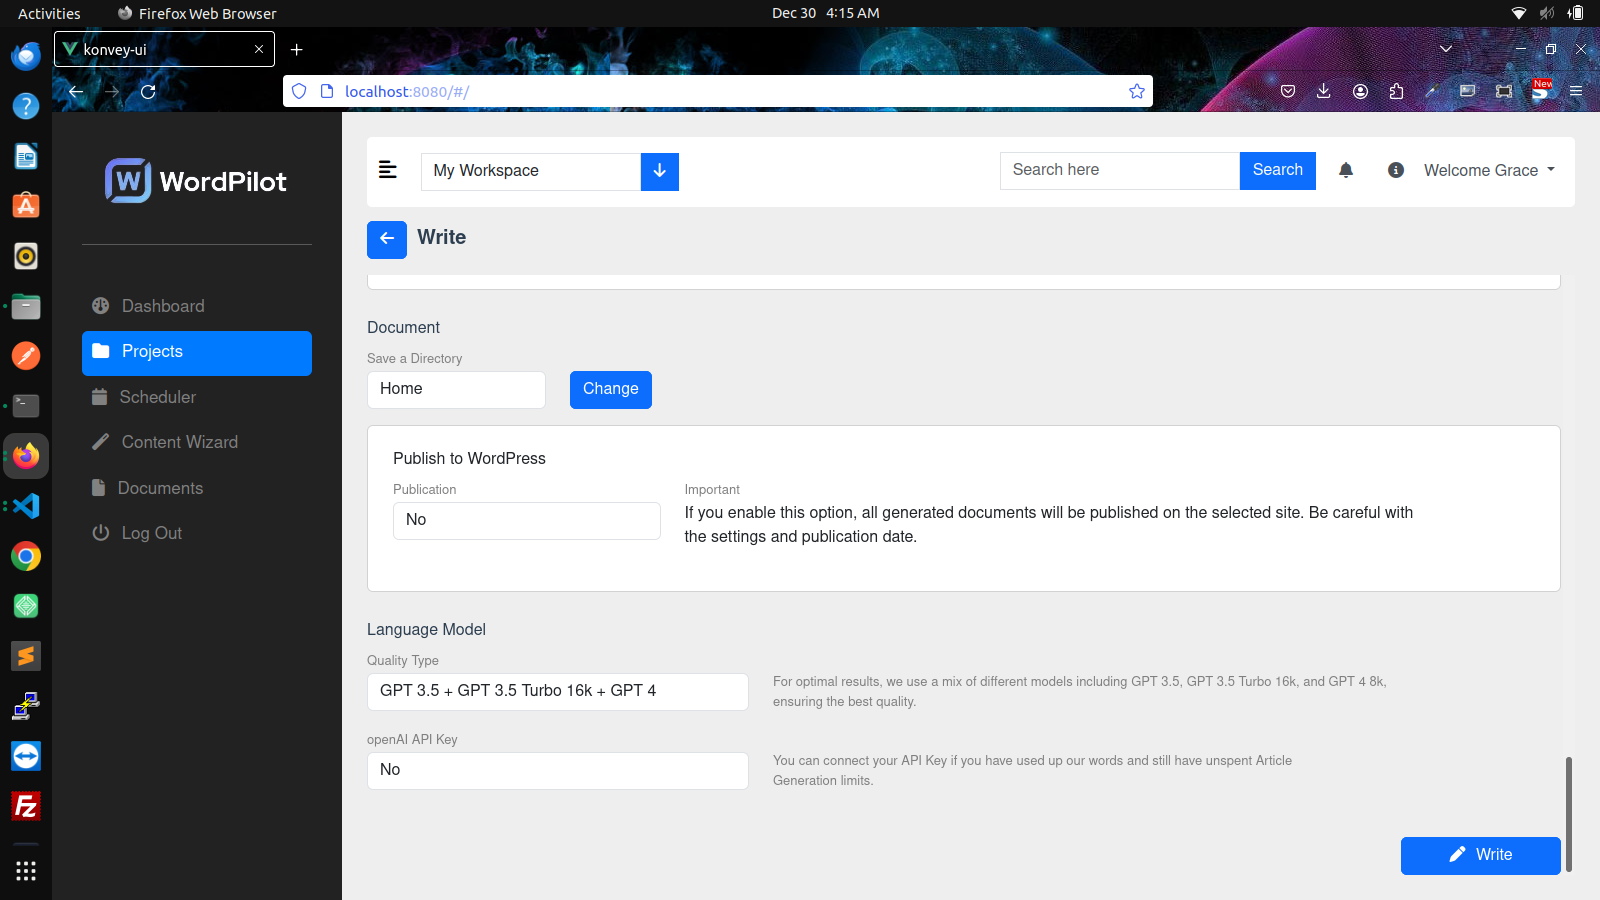 Activities
Firefox Web Browser
Dec 30 4:15 AM
konvey-ui
localhost:8080/#/
New
WordPilot
My Workspace
Search here
Search
Welcome Grace
Write
Dashboard
Projects
Scheduler
Content Wizard
Documents
Log Out
Document
Save a Directory
Home
Change
Publish to WordPress
Publication
No
Important
If you enable this option, all generated documents will be published on the selected site. Be careful with
the settings and publication date.
Language Model
Quality Type
GPT 3.5 + GPT 3.5 Turbo 16k + GPT 4
For optimal results, we use a mix of different models including GPT 3.5, GPT 3.5 Turbo 16k, and GPT 4 8k,
ensuring the best quality.
openAI API Key
No
You can connect your API Key if you have used up our words and still have unspent Article
Generation limits.
Write